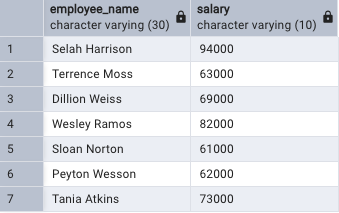 employee_name salary
character varying (30) character varying (10)
1 Selah Harrison 94000
2 Terrence Moss 63000
3 Dillion Weiss 69000
4 Wesley Ramos 82000
5 Sloan Norton 61000
6 Peyton Wesson 62000
7 Tania Atkins 73000